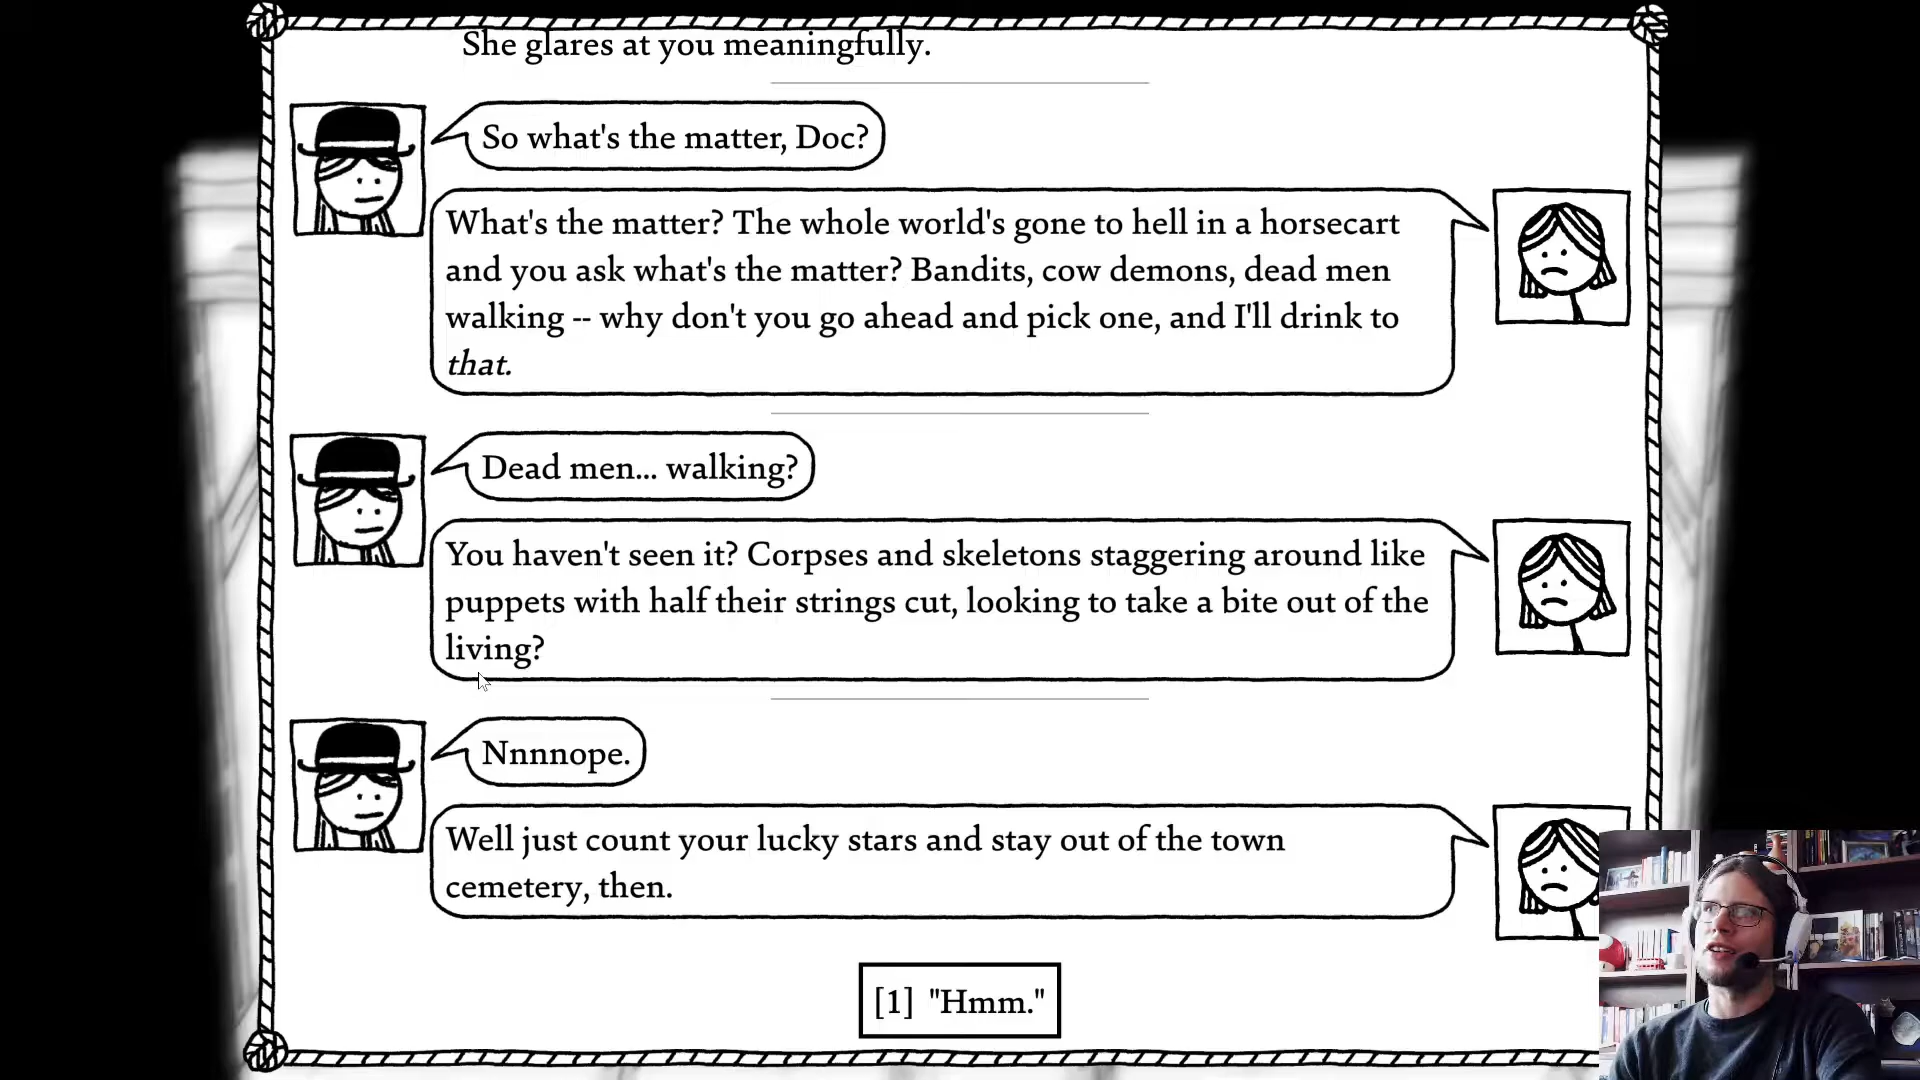 She glares at you meaningfully.
So what's the matter, Doc?
What's the matter? The whole world's gone to hell in a horsecart
and you ask what's the matter? Bandits, cow demons, dead men
walking -- why don't you go ahead and pick one, and I'll drink to
that.
Dead men... walking?
You haven't seen it? Corpses and skeletons staggering around like
puppets with half their strings cut, looking to take a bite out of the
living?
Nnnnope.
Well just count your lucky stars and stay out of the town
cemetery, then.
[1] "Hmm."